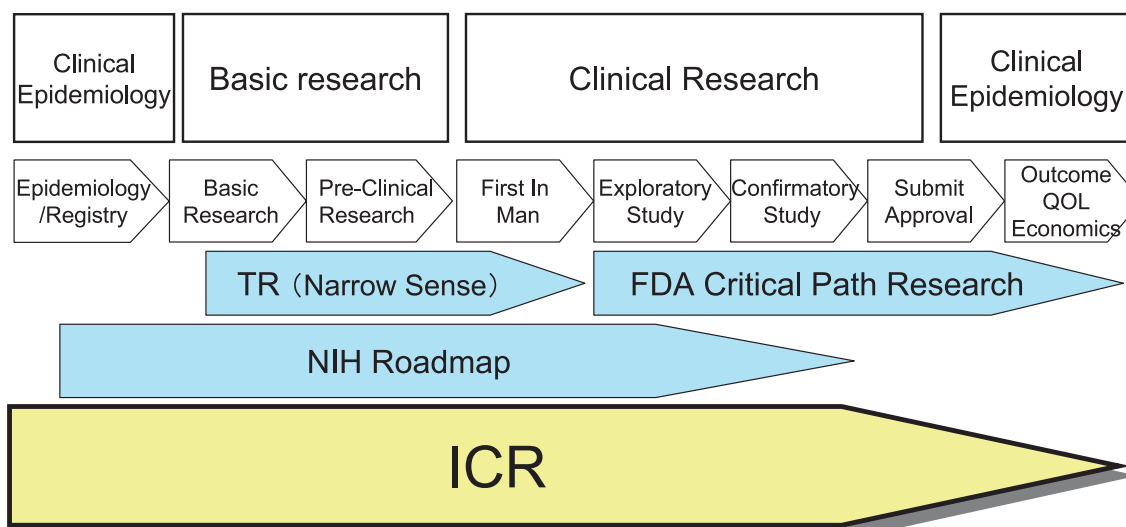 Clinical
Epidemiology
Basic research
Clinical Research
Clinical
Epidemiology
Epidemiology
/Registry
Basic
Research
Pre-Clinical
Research
First In
Man
Exploratory
Study
Confirmatory
Study
Submit
Approval
Outcome
QOL
Economics
TR（Narrow Sense）
FDA Critical Path Research
NIH Roadmap
ICR